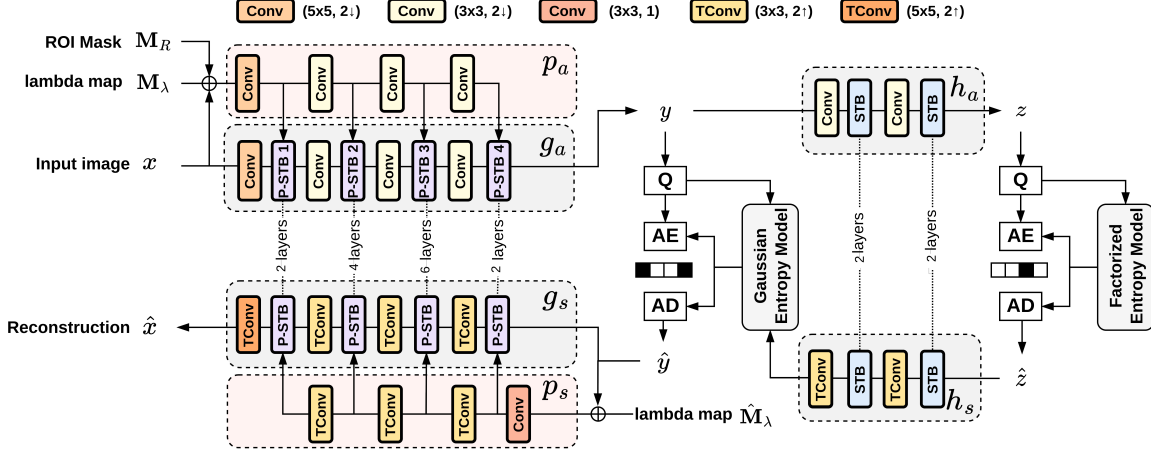 Conv (5x5, 2↓) Conv (3x3, 2↓) Conv (3x3, 1) TConv (3x3, 2↑) TConv (5x5, 2↑)
ROI Mask M_R
lambda map M_λ
Conv Conv Conv Conv p_a
Input image x
Conv P-STB 1 Conv P-STB 2 Conv P-STB 3 Conv P-STB 4 g_a
2 layers 4 layers 6 layers 2 layers
Reconstruction x̂
TConv P-STB TConv P-STB TConv P-STB TConv P-STB g_s
TConv TConv TConv Conv p_s
lambda map M̂_λ
y
Q
AE
AD
ŷ
Gaussian
Entropy Model
Conv STB Conv STB h_a
2 layers 2 layers
TConv STB TConv STB h_s
z
Q
AE
AD
ẑ
Factorized
Entropy Model